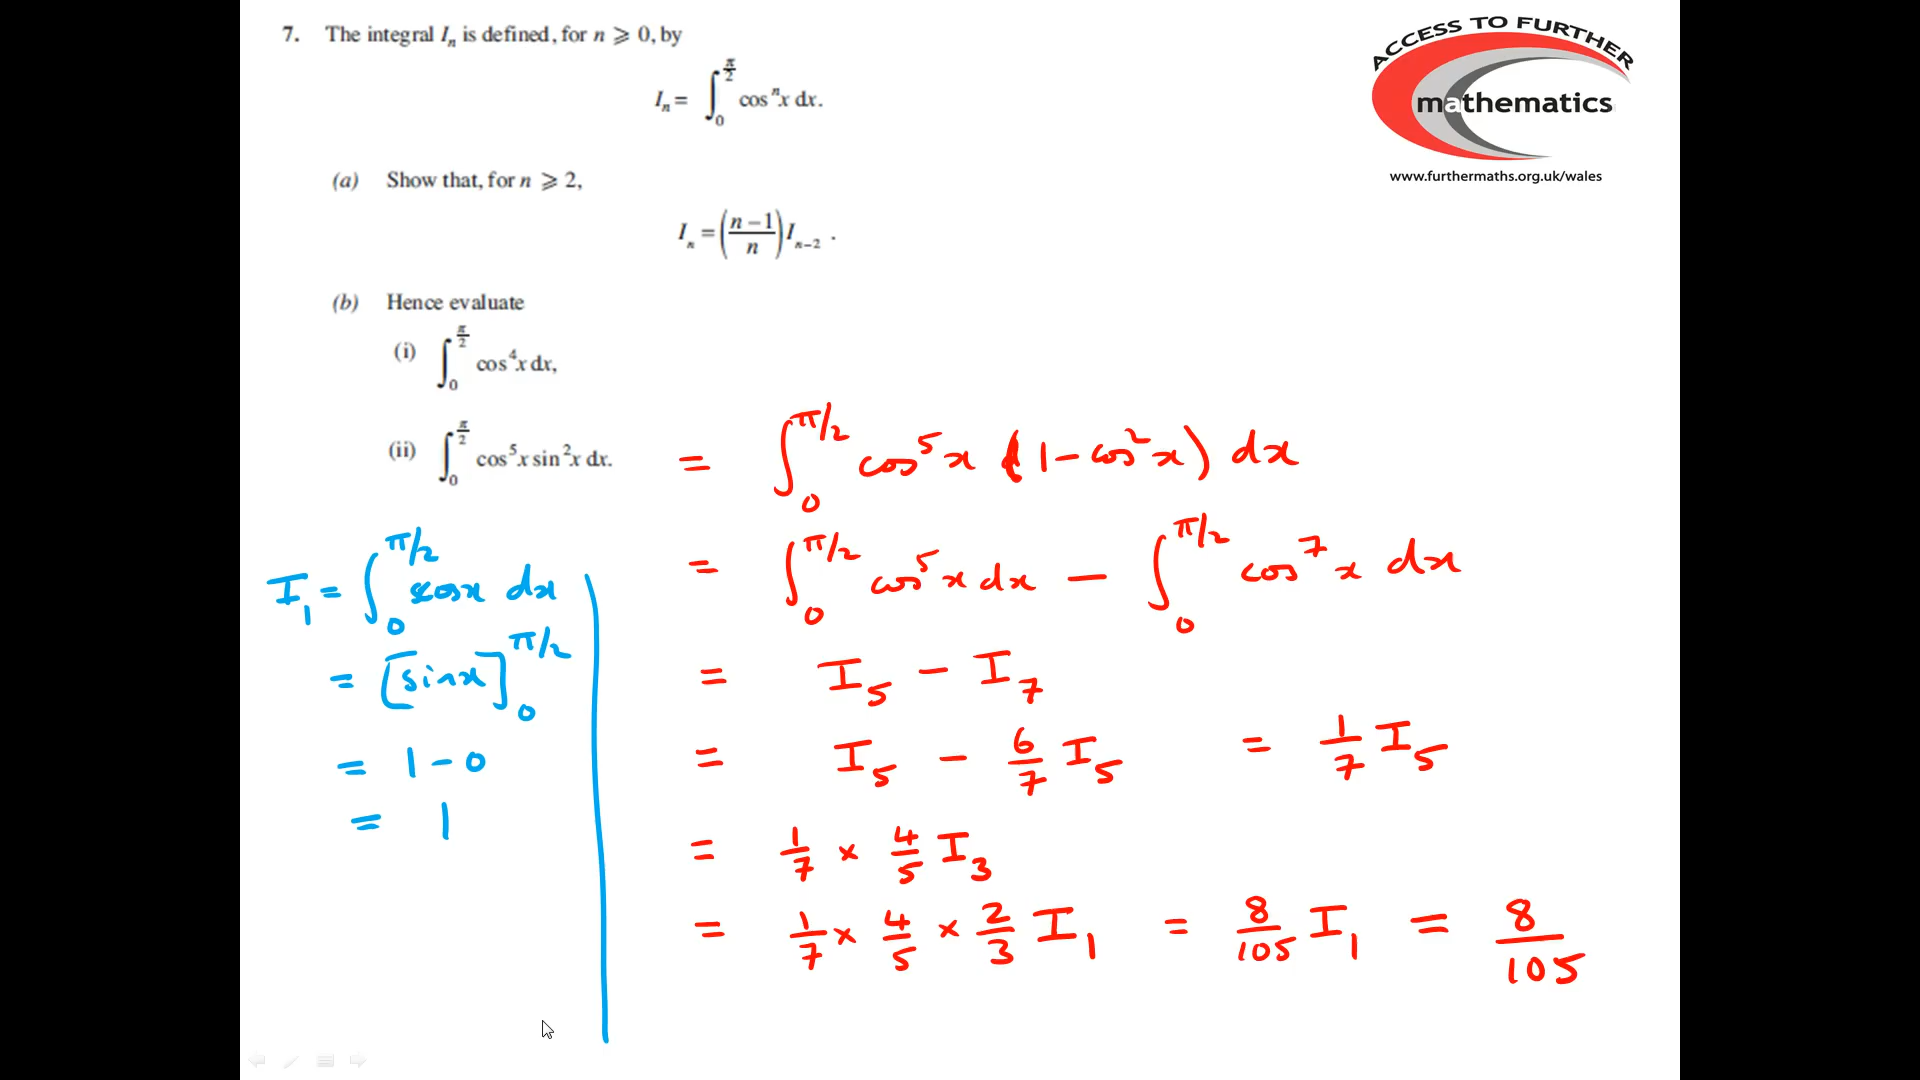 7. The integral Iₙ is defined, for n ⩾ 0, by
Iₙ = ∫₀^{π/2} cosⁿx dx.
(a) Show that, for n ⩾ 2,
Iₙ = ((n−1)/n) Iₙ₋₂ .
(b) Hence evaluate
(i) ∫₀^{π/2} cos⁴x dx,
(ii) ∫₀^{π/2} cos⁵x sin²x dx.
ACCESS TO FURTHER
mathematics
www.furthermaths.org.uk/wales
= ∫₀^{π/2} cos⁵x (1−cos²x) dx
= ∫₀^{π/2} cos⁵x dx − ∫₀^{π/2} cos⁷x dx
= I₅ − I₇
= I₅ − 6/7 I₅ = 1/7 I₅
= 1/7 × 4/5 I₃
= 1/7 × 4/5 × 2/3 I₁ = 8/105 I₁ = 8/105
I₁ = ∫₀^{π/2} cosx dx
= [sinx]₀^{π/2}
= 1 − 0
= 1